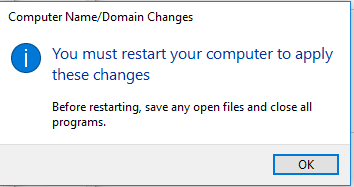 Computer Name/Domain Changes
You must restart your computer to apply
these changes
Before restarting, save any open files and close all
programs.
OK